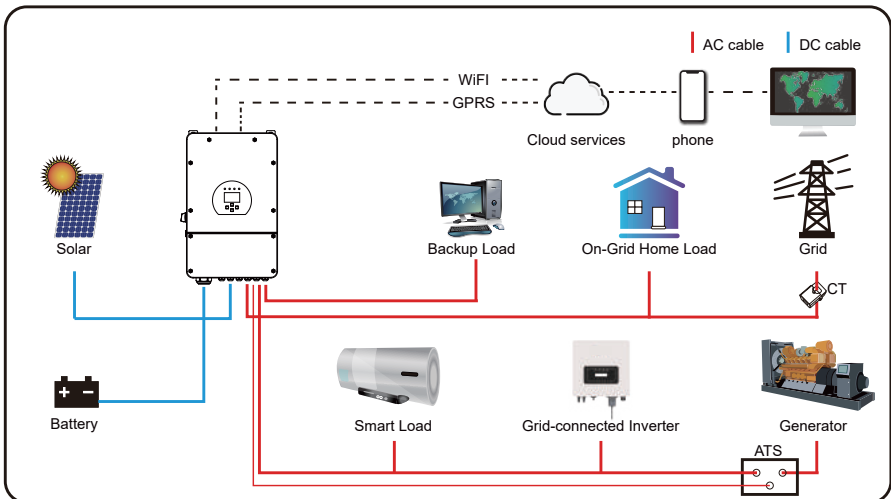 AC cable
DC cable
WiFI
GPRS
Cloud services
phone
Solar
Backup Load
On-Grid Home Load
Grid
CT
Battery
Smart Load
Grid-connected Inverter
Generator
ATS